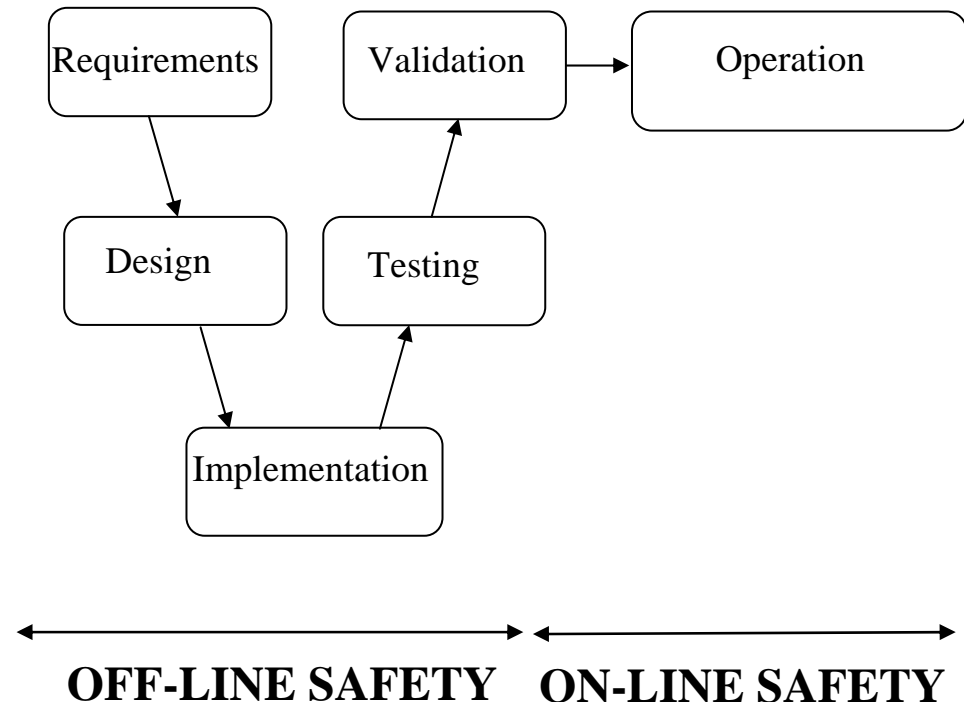 Requirements
Validation
Operation
Design
Testing
Implementation
OFF-LINE SAFETY
ON-LINE SAFETY